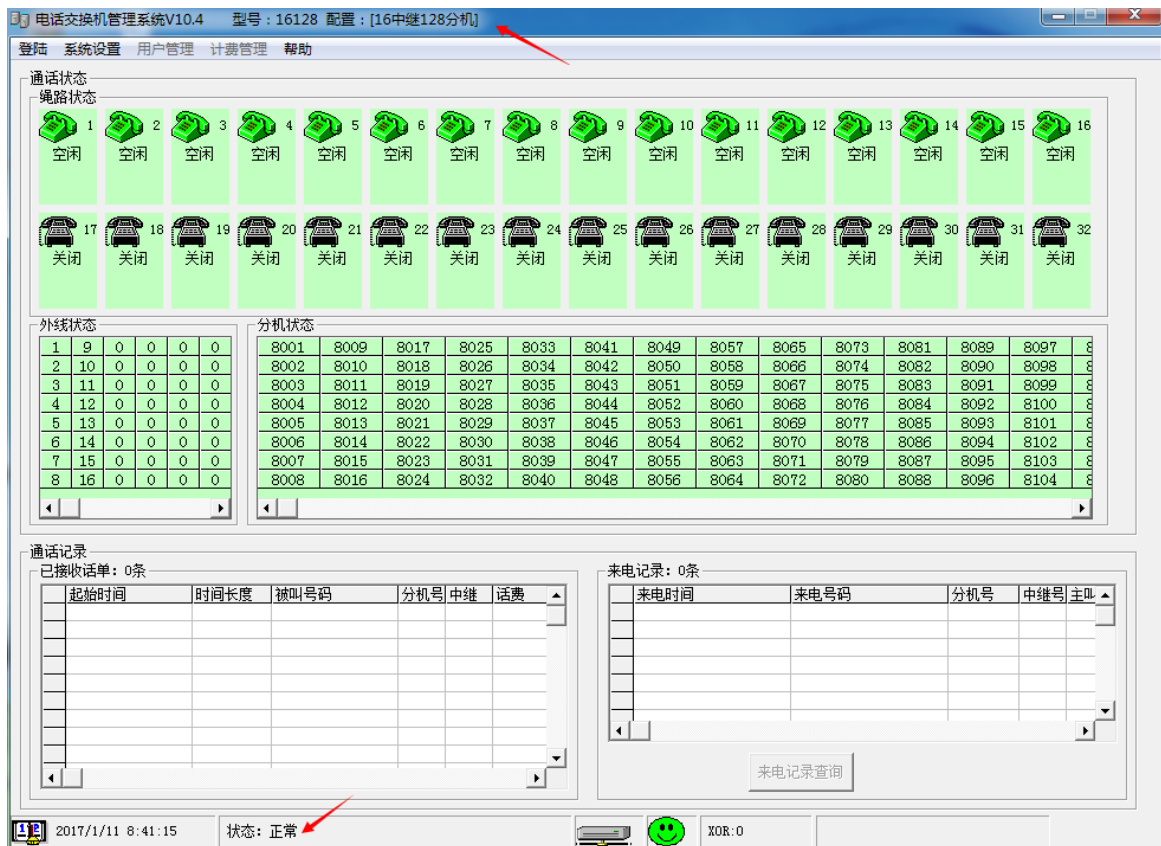 电话交换机管理系统V10.4 型号：16128 配置：[16中继128分机]
登陆 系统设置 用户管理 计费管理 帮助
通话状态
绳路状态
1 2 3 4 5 6 7 8 9 10 11 12 13 14 15 16
空闲 空闲 空闲 空闲 空闲 空闲 空闲 空闲 空闲 空闲 空闲 空闲 空闲 空闲 空闲 空闲
17 18 19 20 21 22 23 24 25 26 27 28 29 30 31 32
关闭 关闭 关闭 关闭 关闭 关闭 关闭 关闭 关闭 关闭 关闭 关闭 关闭 关闭 关闭 关闭
外线状态
1 9 0 0 0 0
2 10 0 0 0 0
3 11 0 0 0 0
4 12 0 0 0 0
5 13 0 0 0 0
6 14 0 0 0 0
7 15 0 0 0 0
8 16 0 0 0 0
分机状态
8001 8009 8017 8025 8033 8041 8049 8057 8065 8073 8081 8089 8097
8002 8010 8018 8026 8034 8042 8050 8058 8066 8074 8082 8090 8098
8003 8011 8019 8027 8035 8043 8051 8059 8067 8075 8083 8091 8099
8004 8012 8020 8028 8036 8044 8052 8060 8068 8076 8084 8092 8100
8005 8013 8021 8029 8037 8045 8053 8061 8069 8077 8085 8093 8101
8006 8014 8022 8030 8038 8046 8054 8062 8070 8078 8086 8094 8102
8007 8015 8023 8031 8039 8047 8055 8063 8071 8079 8087 8095 8103
8008 8016 8024 8032 8040 8048 8056 8064 8072 8080 8088 8096 8104
通话记录
已接收话单：0条
起始时间 时间长度 被叫号码 分机号 中继 话费
来电记录：0条
来电时间 来电号码 分机号 中继号 主叫
来电记录查询
2017/1/11 8:41:15 状态：正常 XOR:0